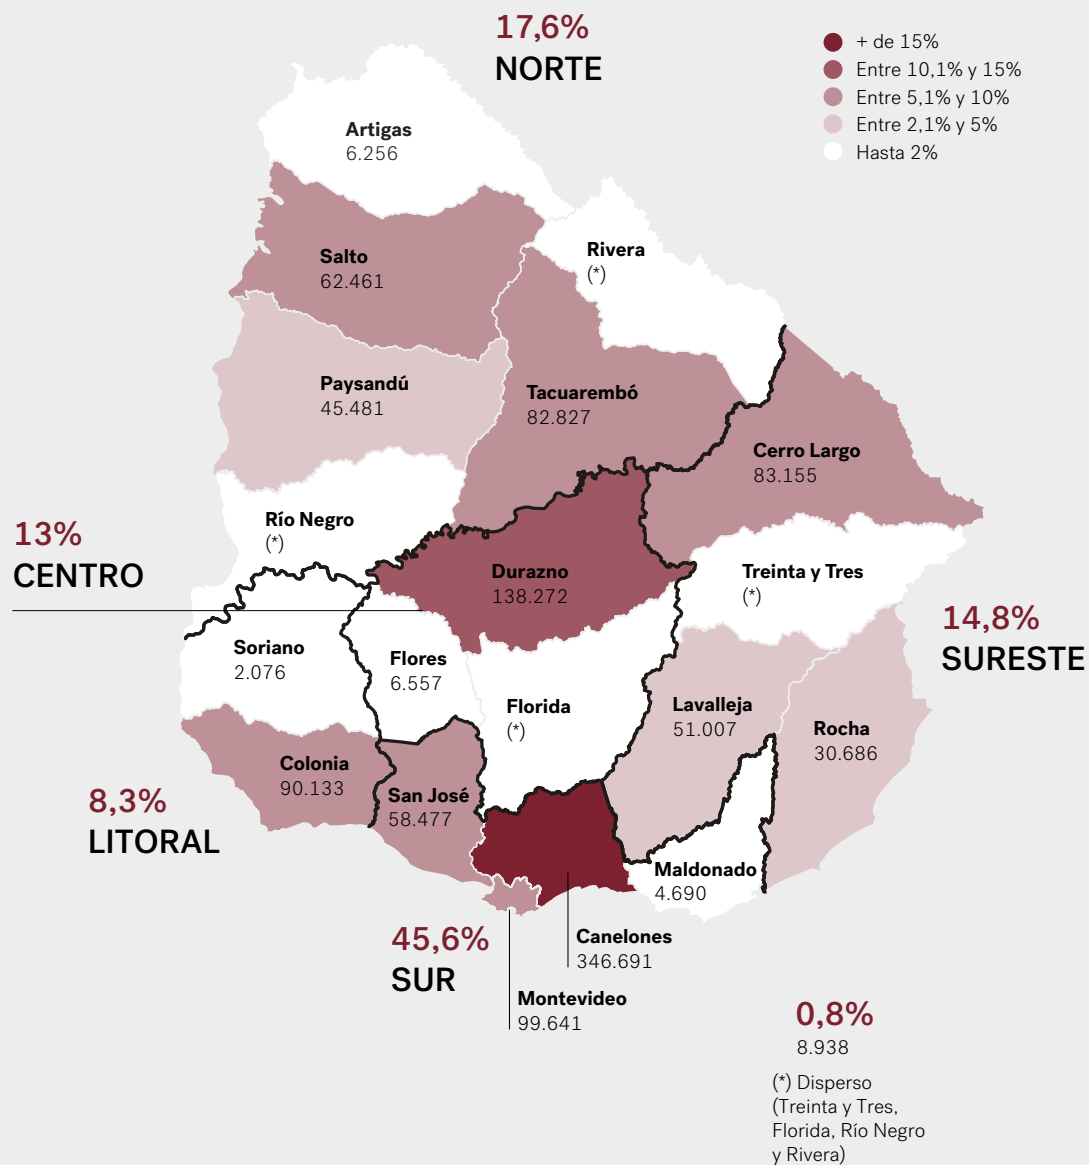 17,6%
NORTE
+ de 15%
Entre 10,1% y 15%
Entre 5,1% y 10%
Entre 2,1% y 5%
Hasta 2%
Artigas
6.256
Salto
62.461
Rivera
(*)
Paysandú
45.481
Tacuarembó
82.827
Cerro Largo
83.155
Río Negro
(*)
13%
CENTRO
Durazno
138.272
Treinta y Tres
(*)
14,8%
SURESTE
Soriano
2.076
Flores
6.557
Florida
(*)
Lavalleja
51.007
Rocha
30.686
Colonia
90.133
San José
58.477
8,3%
LITORAL
Maldonado
4.690
45,6%
SUR
Canelones
346.691
Montevideo
99.641
0,8%
8.938
(*) Disperso
(Treinta y Tres,
Florida, Río Negro
y Rivera)